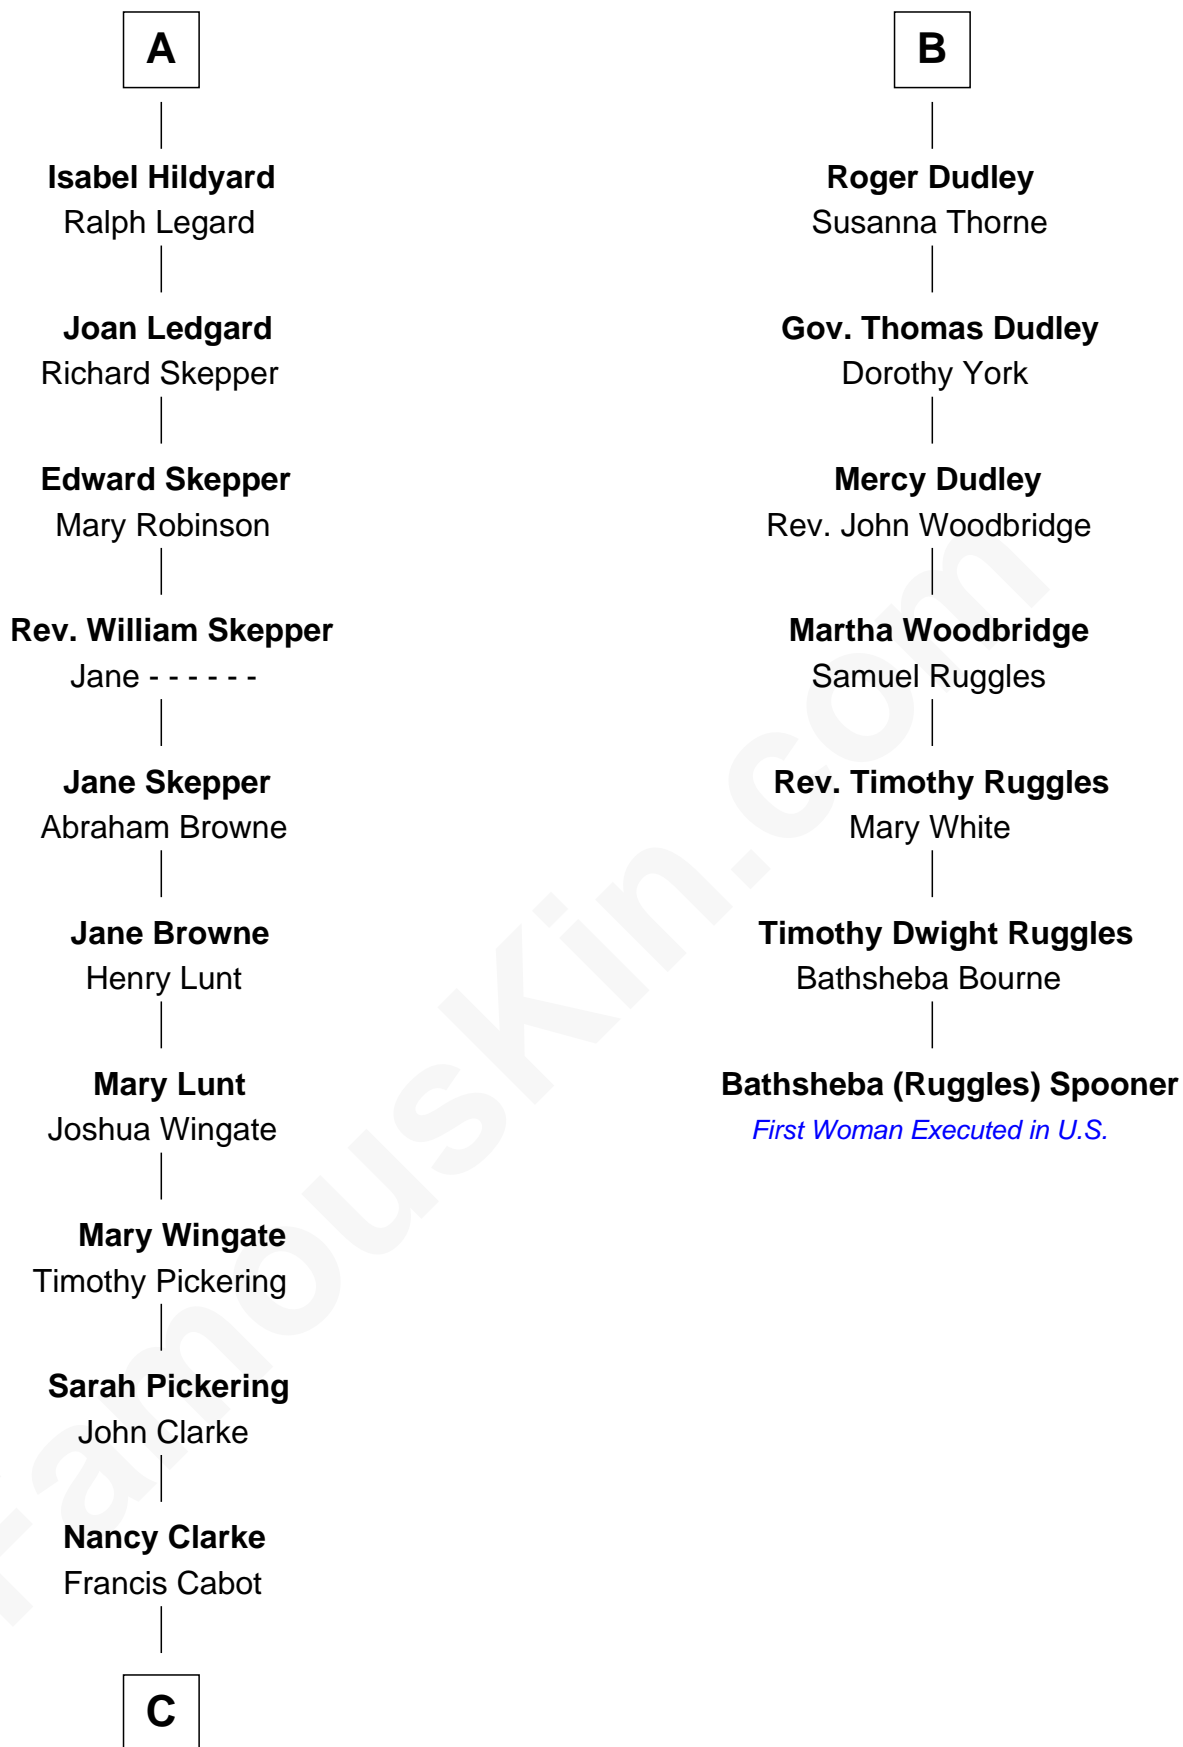 A
Isabel Hildyard
Ralph Legard
Joan Ledgard
Richard Skepper
Edward Skepper
Mary Robinson
Rev. William Skepper
Jane - - - - - -
Jane Skepper
Abraham Browne
Jane Browne
Henry Lunt
Mary Lunt
Joshua Wingate
Mary Wingate
Timothy Pickering
Sarah Pickering
John Clarke
Nancy Clarke
Francis Cabot
C
B
Roger Dudley
Susanna Thorne
Gov. Thomas Dudley
Dorothy York
Mercy Dudley
Rev. John Woodbridge
Martha Woodbridge
Samuel Ruggles
Rev. Timothy Ruggles
Mary White
Timothy Dwight Ruggles
Bathsheba Bourne
Bathsheba (Ruggles) Spooner
First Woman Executed in U.S.
FamousKin.com